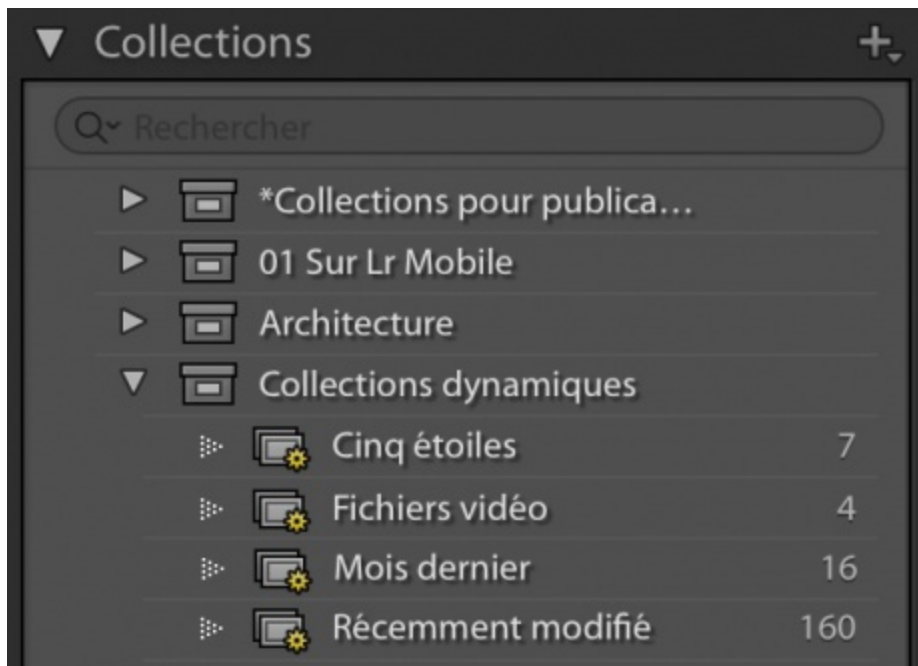 Collections
Rechercher
*Collections pour publica...
01 Sur Lr Mobile
Architecture
Collections dynamiques
Cinq étoiles 7
Fichiers vidéo 4
Mois dernier 16
Récemment modifié 160